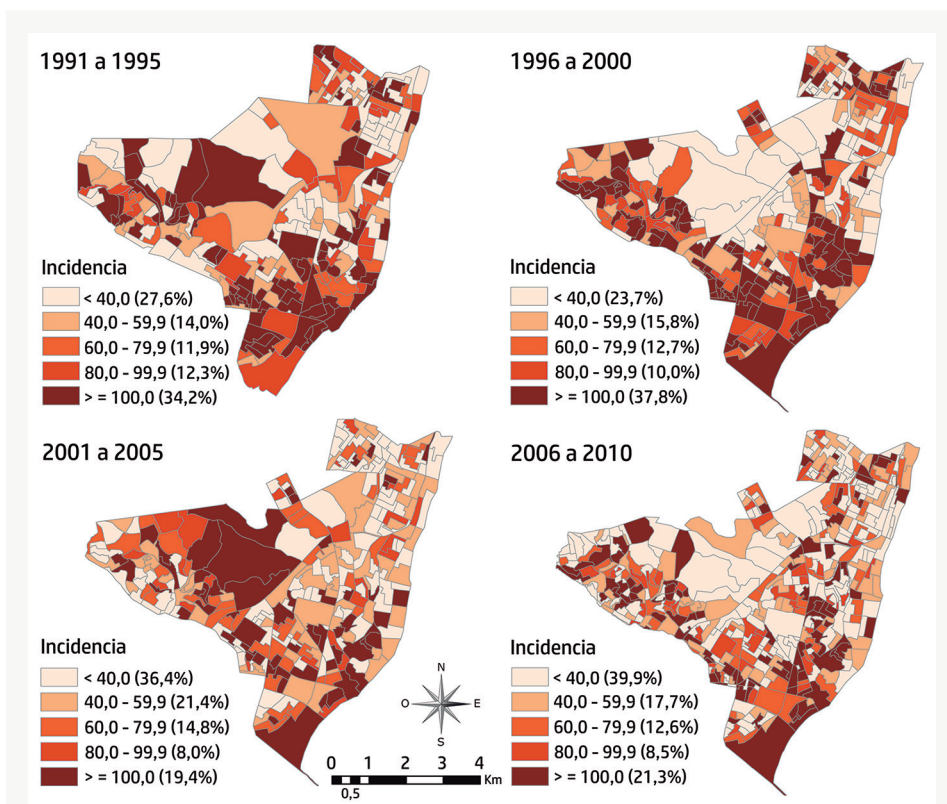 1991 a 1995
Incidencia
< 40,0 (27,6%)
40,0 - 59,9 (14,0%)
60,0 - 79,9 (11,9%)
80,0 - 99,9 (12,3%)
> = 100,0 (34,2%)
1996 a 2000
Incidencia
< 40,0 (23,7%)
40,0 - 59,9 (15,8%)
60,0 - 79,9 (12,7%)
80,0 - 99,9 (10,0%)
> = 100,0 (37,8%)
2001 a 2005
Incidencia
< 40,0 (36,4%)
40,0 - 59,9 (21,4%)
60,0 - 79,9 (14,8%)
80,0 - 99,9 (8,0%)
> = 100,0 (19,4%)
N
O E
S
0 1 2 3 4
Km
0,5
2006 a 2010
Incidencia
< 40,0 (39,9%)
40,0 - 59,9 (17,7%)
60,0 - 79,9 (12,6%)
80,0 - 99,9 (8,5%)
> = 100,0 (21,3%)